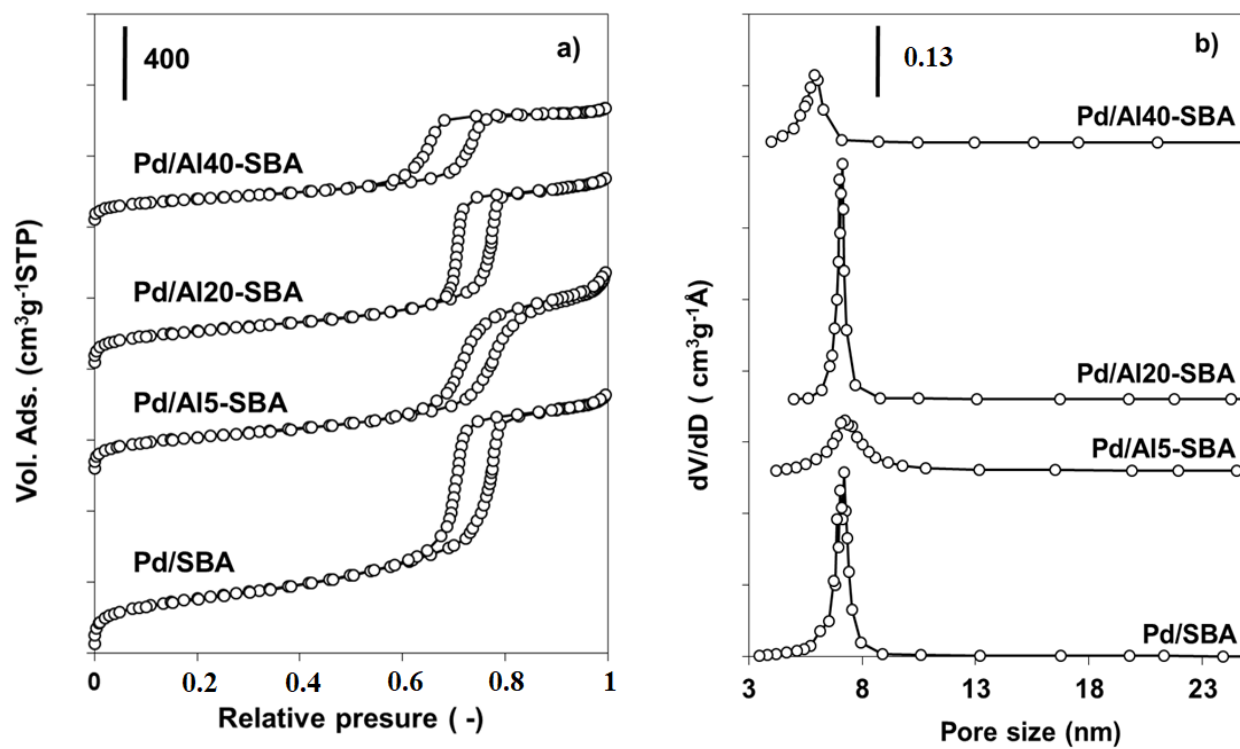 400
a)
Pd/Al40-SBA
Pd/Al20-SBA
Pd/Al5-SBA
Pd/SBA
Vol. Ads. (cm³g⁻¹STP)
0 0.2 0.4 0.6 0.8 1
Relative presure ( -)
0.13
b)
Pd/Al40-SBA
Pd/Al20-SBA
Pd/Al5-SBA
Pd/SBA
dV/dD ( cm³g⁻¹Å)
3 8 13 18 23
Pore size (nm)